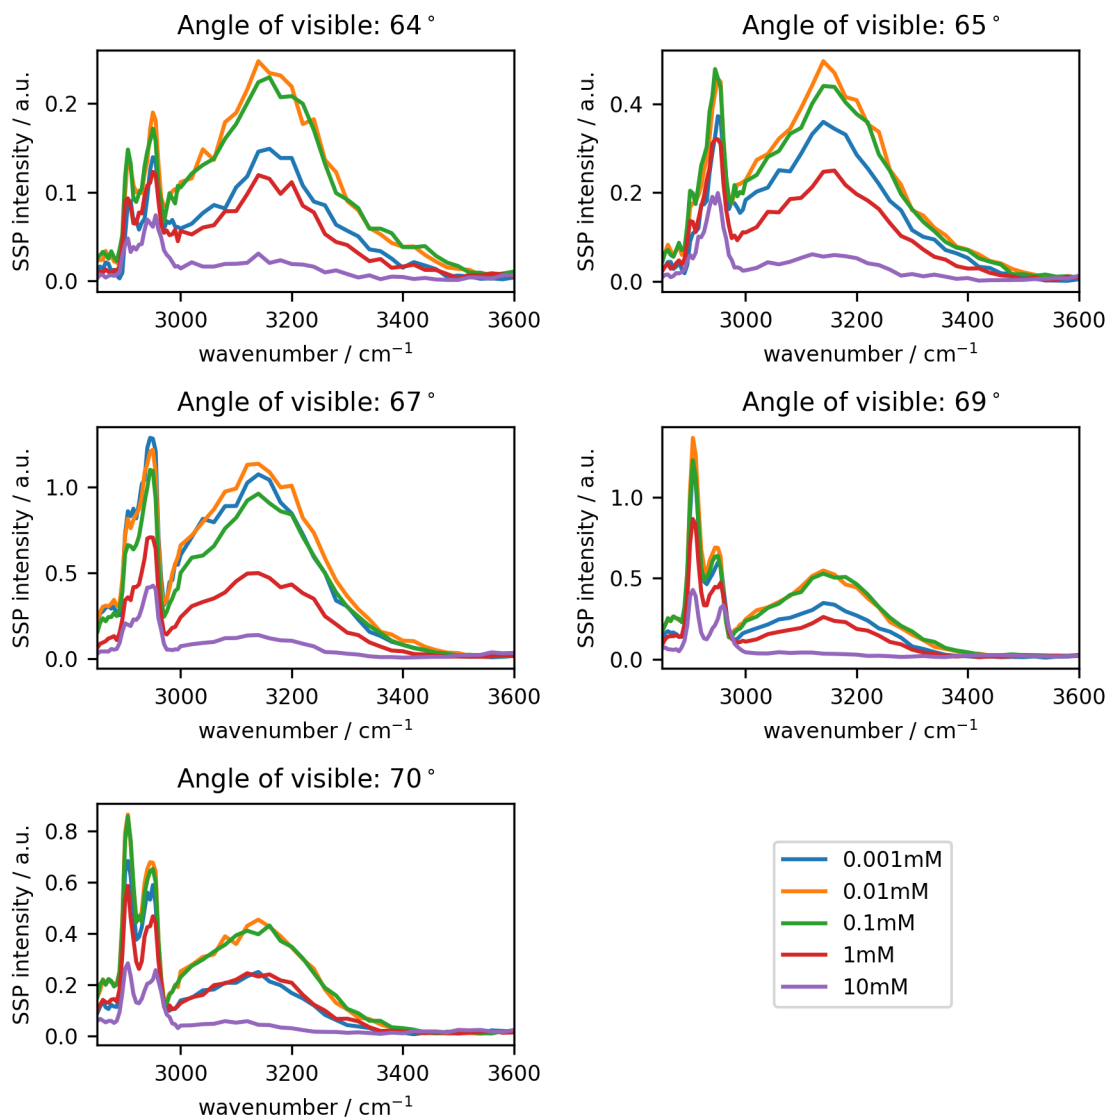 Angle of visible: 64°
SSP intensity / a.u.
0.2
0.1
0.0
3000 3200 3400 3600
wavenumber / cm⁻¹
Angle of visible: 65°
SSP intensity / a.u.
0.4
0.2
0.0
3000 3200 3400 3600
wavenumber / cm⁻¹
Angle of visible: 67°
SSP intensity / a.u.
1.0
0.5
0.0
3000 3200 3400 3600
wavenumber / cm⁻¹
Angle of visible: 69°
SSP intensity / a.u.
1.0
0.5
0.0
3000 3200 3400 3600
wavenumber / cm⁻¹
Angle of visible: 70°
SSP intensity / a.u.
0.8
0.6
0.4
0.2
0.0
3000 3200 3400 3600
wavenumber / cm⁻¹
0.001mM
0.01mM
0.1mM
1mM
10mM